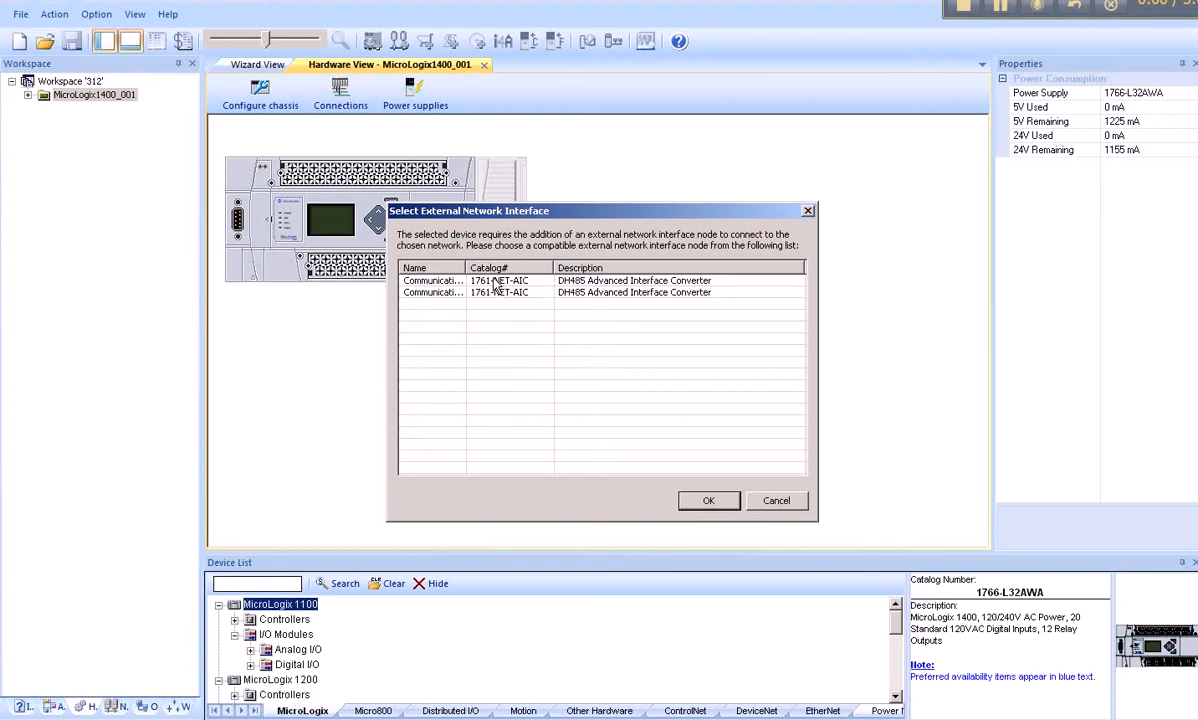 File Action Option View Help
Workspace
Wizard View Hardware View - MicroLogix1400_001
Properties
Workspace '312'
MicroLogix1400_001
Configure chassis Connections Power supplies
Power Consumption
Power Supply 1766-L32AWA
5V Used 0 mA
5V Remaining 1225 mA
24V Used 0 mA
24V Remaining 1155 mA
Select External Network Interface
The selected device requires the addition of an external network interface node to connect to the
chosen network. Please choose a compatible external network interface node from the following list:
Name Catalog# Description
Communicati... 1761-NET-AIC DH485 Advanced Interface Converter
Communicati... 1761-NET-AIC DH485 Advanced Interface Converter
OK Cancel
Device List
Search Clear Hide
MicroLogix 1100
Controllers
I/O Modules
Analog I/O
Digital I/O
MicroLogix 1200
Controllers
Catalog Number:
1766-L32AWA
Description:
MicroLogix 1400, 120/240V AC Power, 20
Standard 120VAC Digital Inputs, 12 Relay
Outputs
Note:
Preferred availability items appear in blue text.
I.. A. H. N. O W
MicroLogix Micro800 Distributed I/O Motion Other Hardware ControlNet DeviceNet EtherNet Power I